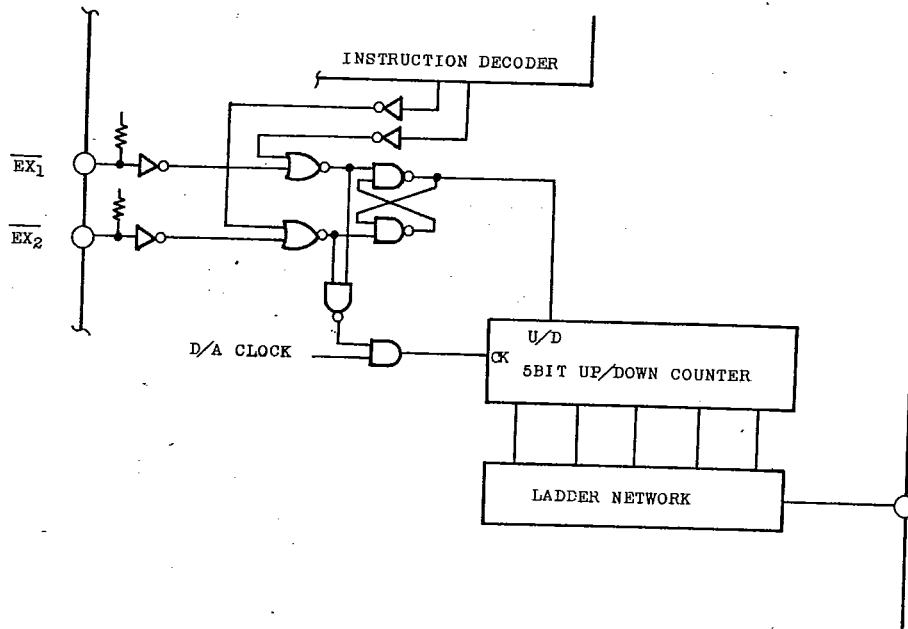 INSTRUCTION DECODER
EX1
EX2
D/A CLOCK
U/D
CK
5BIT UP/DOWN COUNTER
LADDER NETWORK